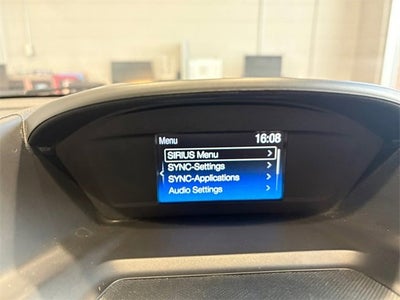 Menu 16:08
SIRIUS Menu
SYNC-Settings
SYNC-Applications
Audio Settings